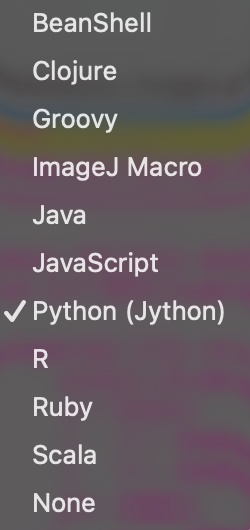 BeanShell
Clojure
Groovy
ImageJ Macro
Java
JavaScript
✓ Python (Jython)
R
Ruby
Scala
None